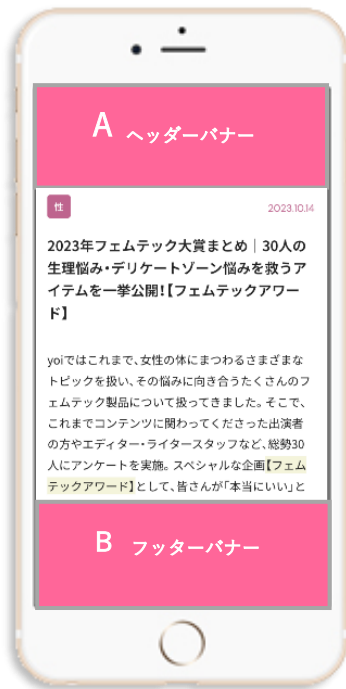 A ヘッダーバナー
性
2023.10.14
2023年フェムテック大賞まとめ｜30人の
生理悩み・デリケートゾーン悩みを救うア
イテムを一挙公開！【フェムテックアワー
ド】
yoiではこれまで、女性の体にまつわるさまざまな
トピックを扱い、その悩みに向き合うたくさんのフ
ェムテック製品について扱ってきました。そこで、
これまでコンテンツに関わってくださった出演者
の方やエディター・ライタースタッフなど、総勢30
人にアンケートを実施。スペシャルな企画【フェム
テックアワード】として、皆さんが「本当にいい」と
B フッターバナー